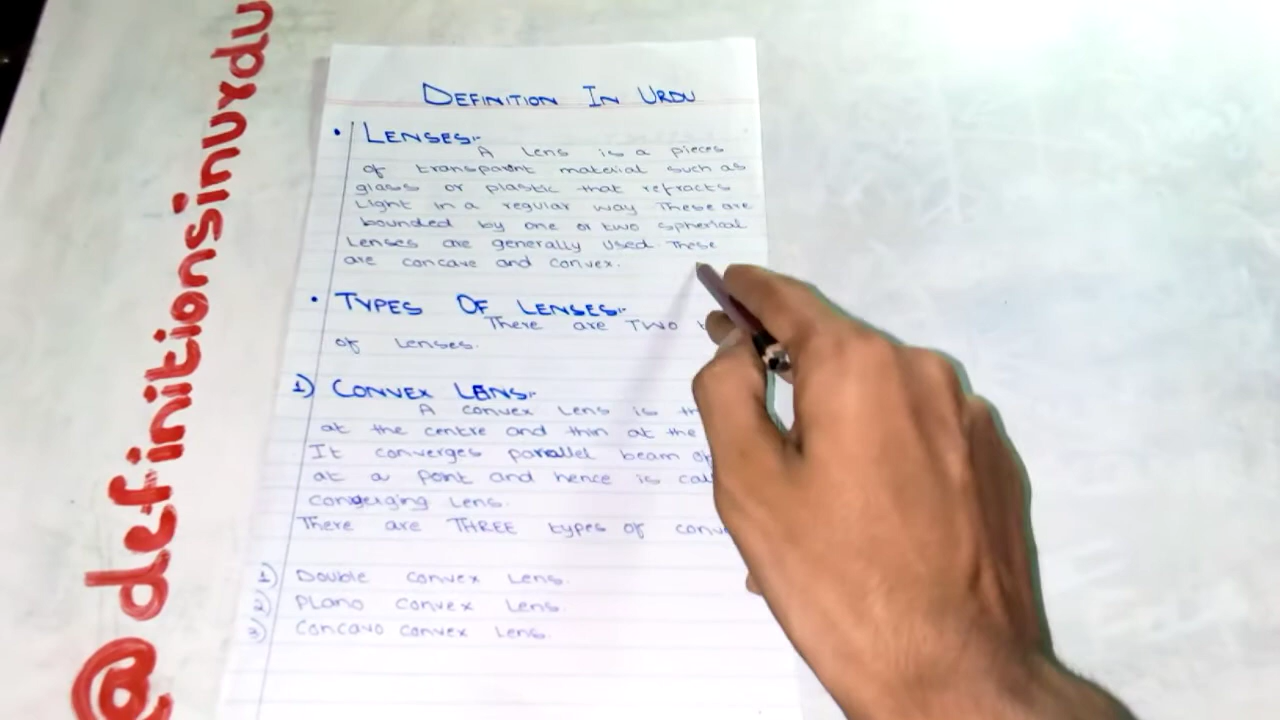 @definitionsinurdu
DEFINITION IN URDU
• LENSES:-
A Lens is a pieces
of transparent material such as
glass or plastic that refracts
Light in a regular way These are
bounded by one or two spherical
Lenses are generally used These
are concave and convex.
• TYPES OF LENSES:-
There are TWO
of Lenses.
1) CONVEX LENS:-
A convex Lens is
at the centre and thin at the
It converges parallel beam of
at a point and hence is
converging Lens.
There are THREE types of
1) Double convex Lens.
2) Plano convex Lens.
3) Concavo convex Lens.